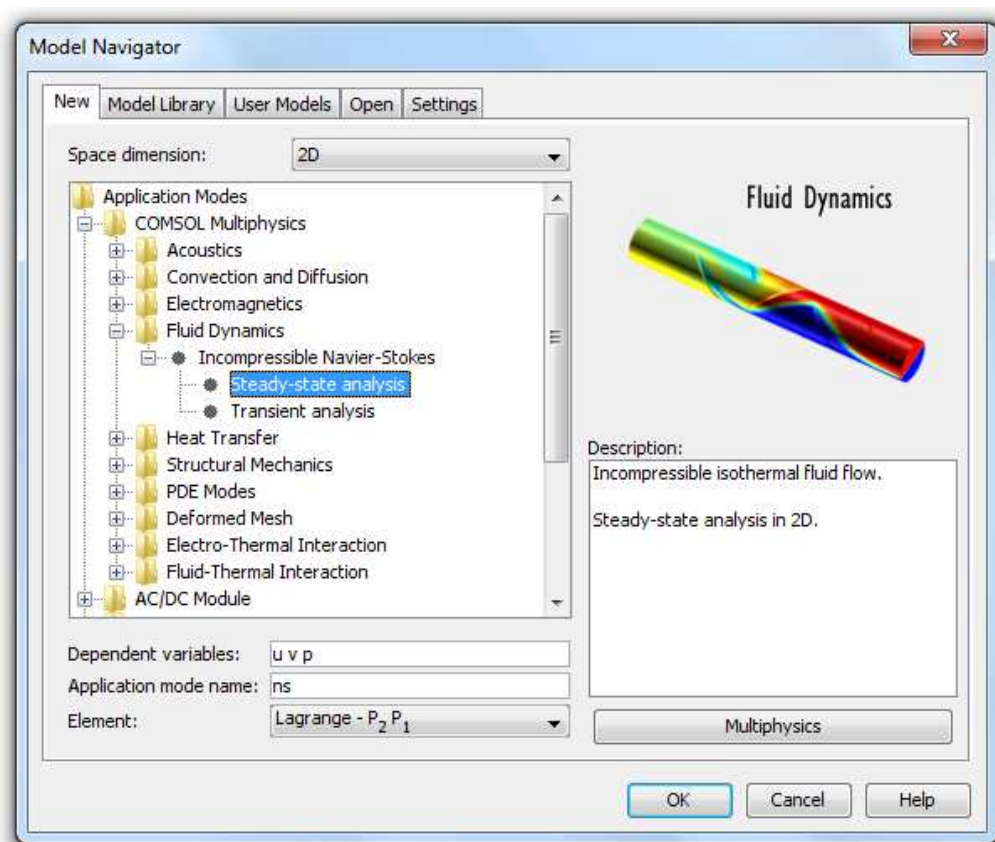 Model Navigator
New Model Library User Models Open Settings
Space dimension: 2D
Application Modes
COMSOL Multiphysics
Acoustics
Convection and Diffusion
Electromagnetics
Fluid Dynamics
Incompressible Navier-Stokes
Steady-state analysis
Transient analysis
Heat Transfer
Structural Mechanics
PDE Modes
Deformed Mesh
Electro-Thermal Interaction
Fluid-Thermal Interaction
AC/DC Module
Dependent variables: u v p
Application mode name: ns
Element: Lagrange - P₂ P₁
Fluid Dynamics
Description:
Incompressible isothermal fluid flow.
Steady-state analysis in 2D.
Multiphysics
OK Cancel Help